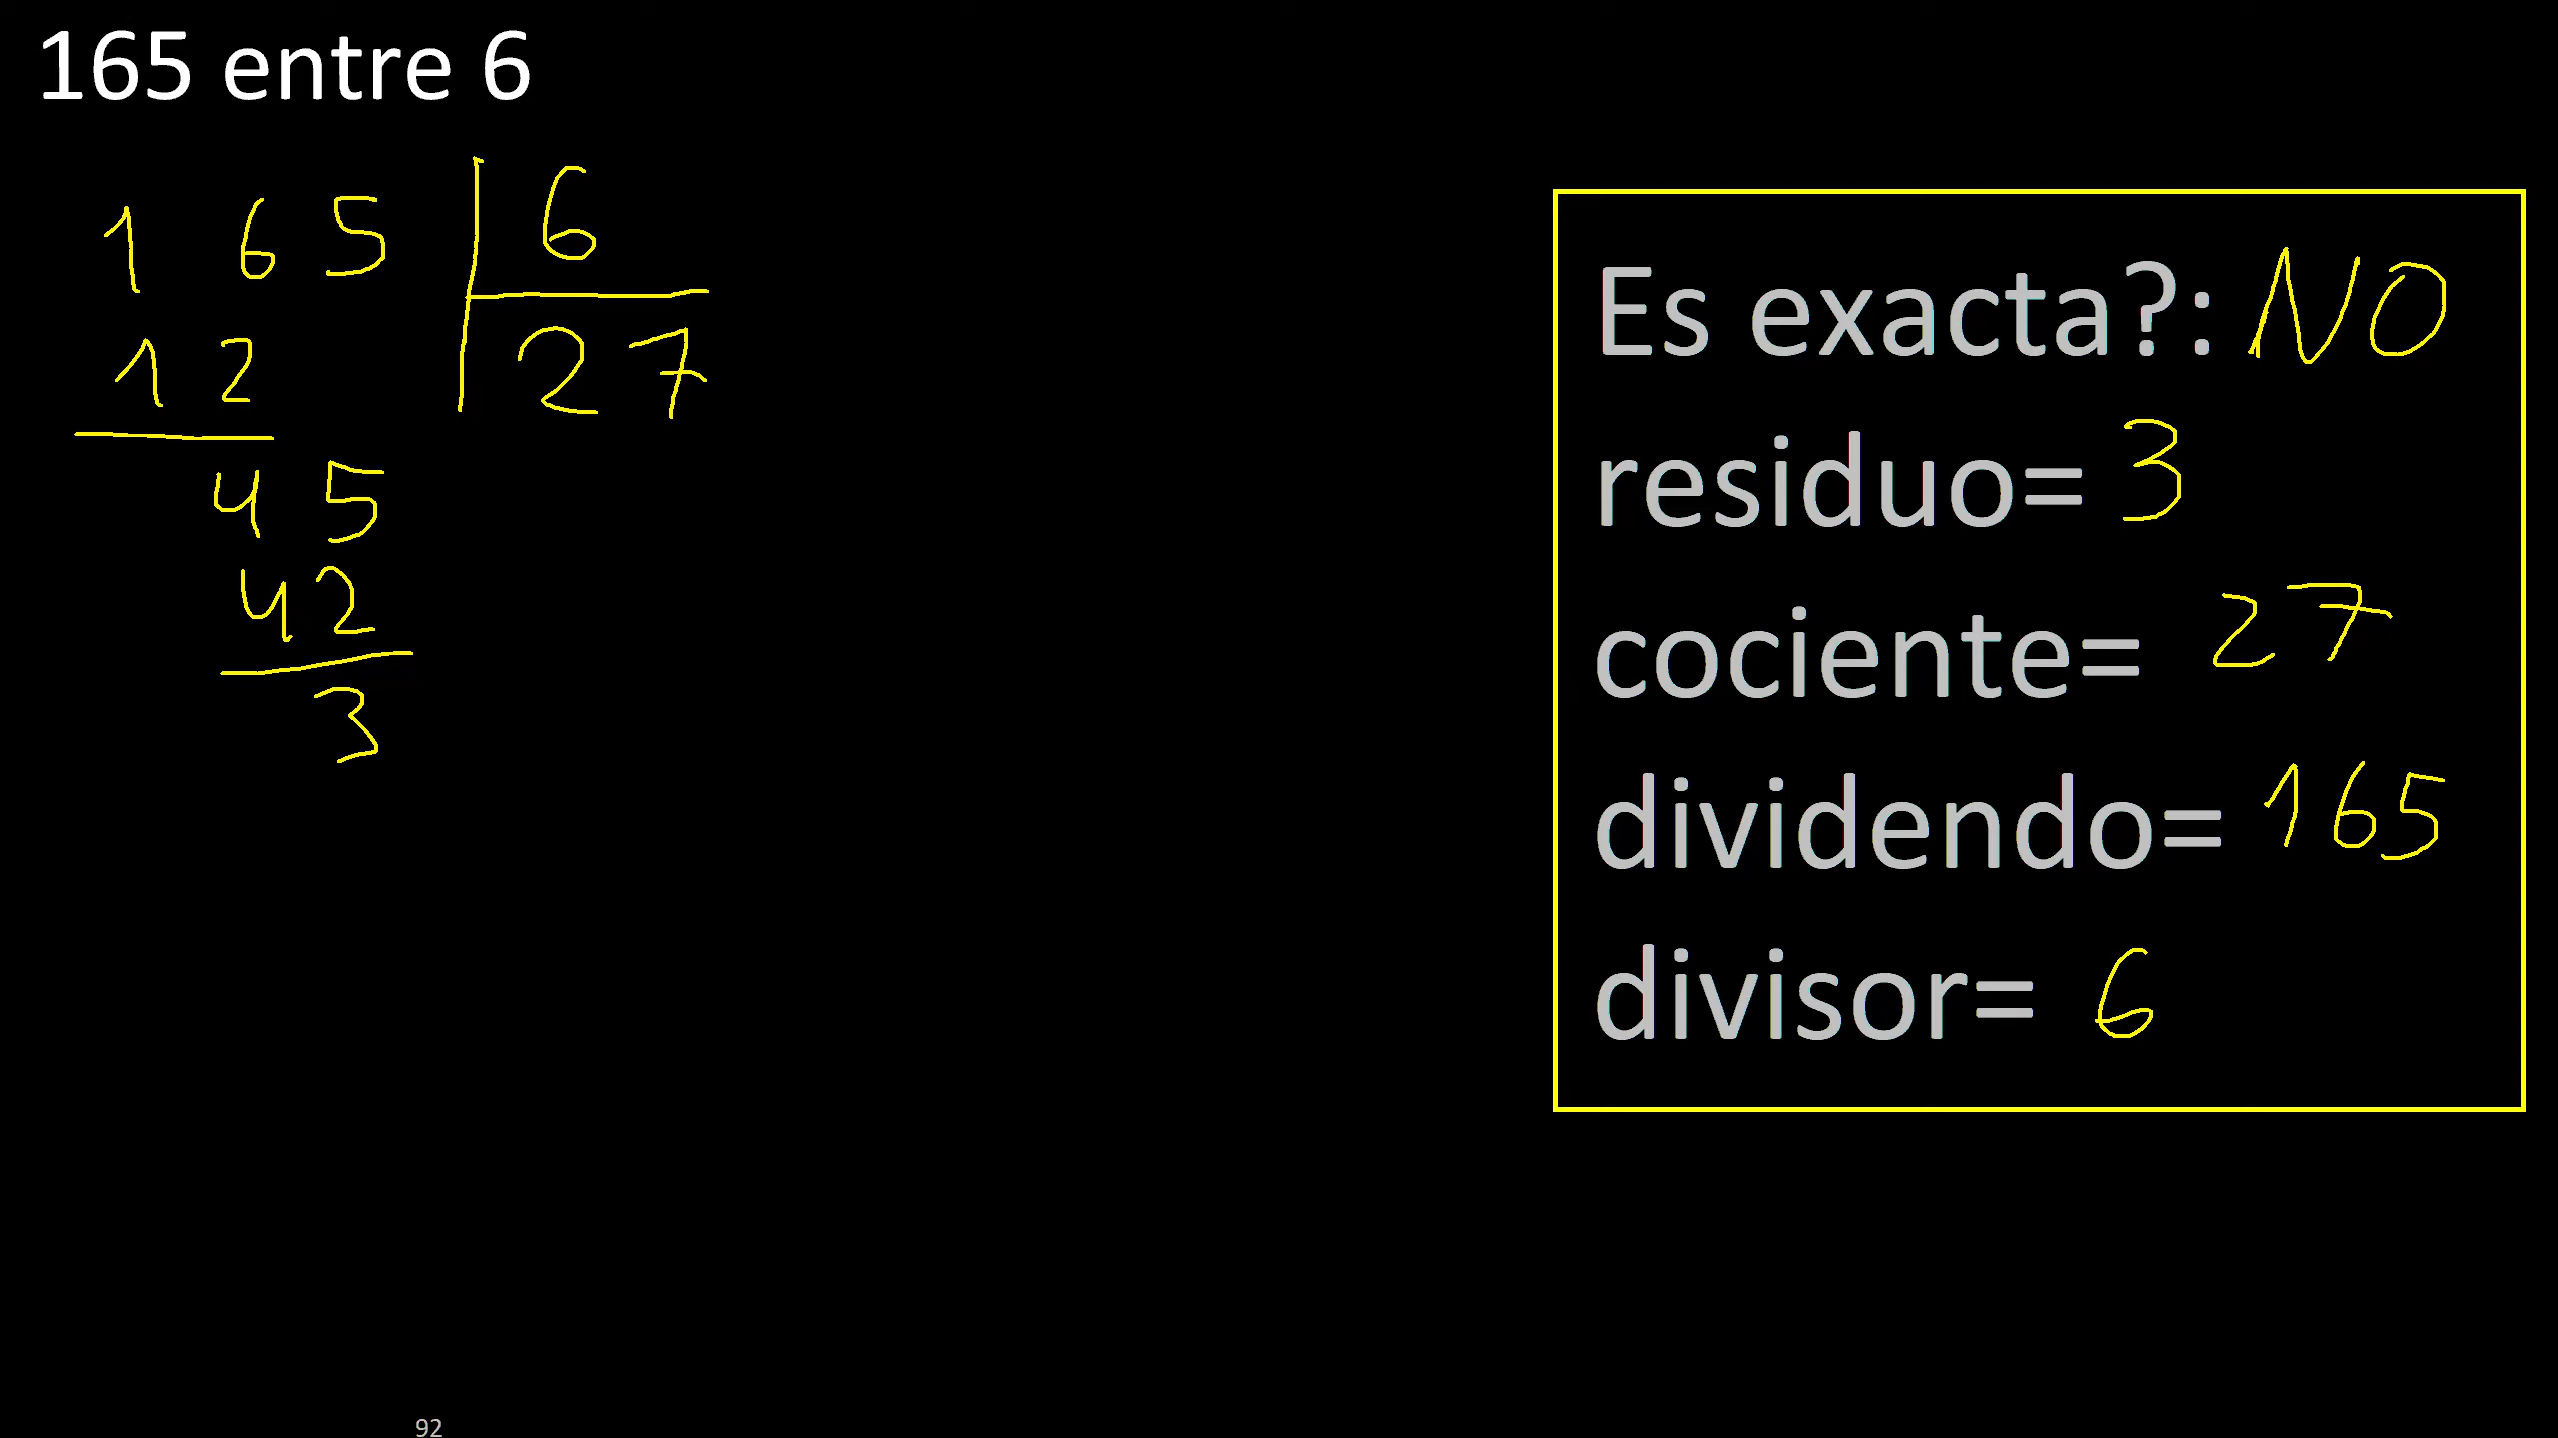 165 entre 6
1 6 5 6
1 2 27
4 5
42
3
Es exacta?: NO
residuo= 3
cociente= 27
dividendo= 165
divisor= 6
92